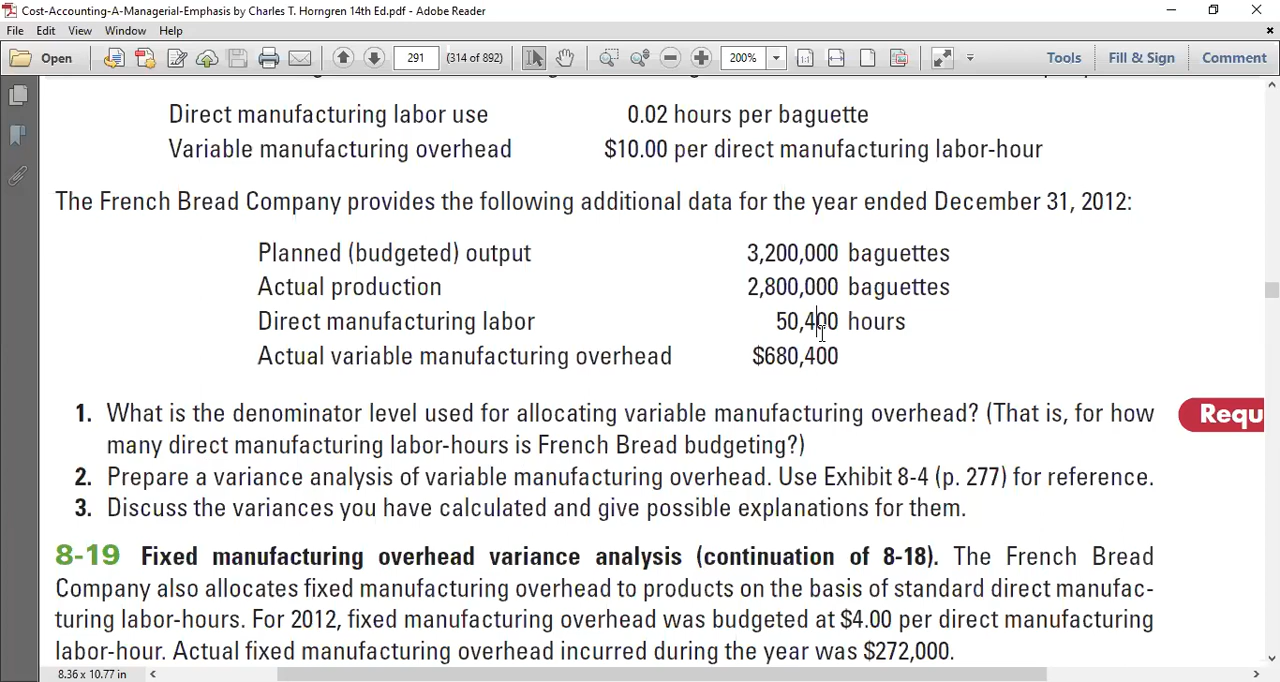 Cost-Accounting-A-Managerial-Emphasis by Charles T. Horngren 14th Ed.pdf - Adobe Reader
File Edit View Window Help
Open 291 (314 of 892) 200% Tools Fill & Sign Comment
Direct manufacturing labor use 0.02 hours per baguette
Variable manufacturing overhead $10.00 per direct manufacturing labor-hour
The French Bread Company provides the following additional data for the year ended December 31, 2012:
Planned (budgeted) output 3,200,000 baguettes
Actual production 2,800,000 baguettes
Direct manufacturing labor 50,400 hours
Actual variable manufacturing overhead $680,400
1. What is the denominator level used for allocating variable manufacturing overhead? (That is, for how
many direct manufacturing labor-hours is French Bread budgeting?)
Requ
2. Prepare a variance analysis of variable manufacturing overhead. Use Exhibit 8-4 (p. 277) for reference.
3. Discuss the variances you have calculated and give possible explanations for them.
8-19 Fixed manufacturing overhead variance analysis (continuation of 8-18). The French Bread
Company also allocates fixed manufacturing overhead to products on the basis of standard direct manufac-
turing labor-hours. For 2012, fixed manufacturing overhead was budgeted at $4.00 per direct manufacturing
labor-hour. Actual fixed manufacturing overhead incurred during the year was $272,000.
8.36 x 10.77 in